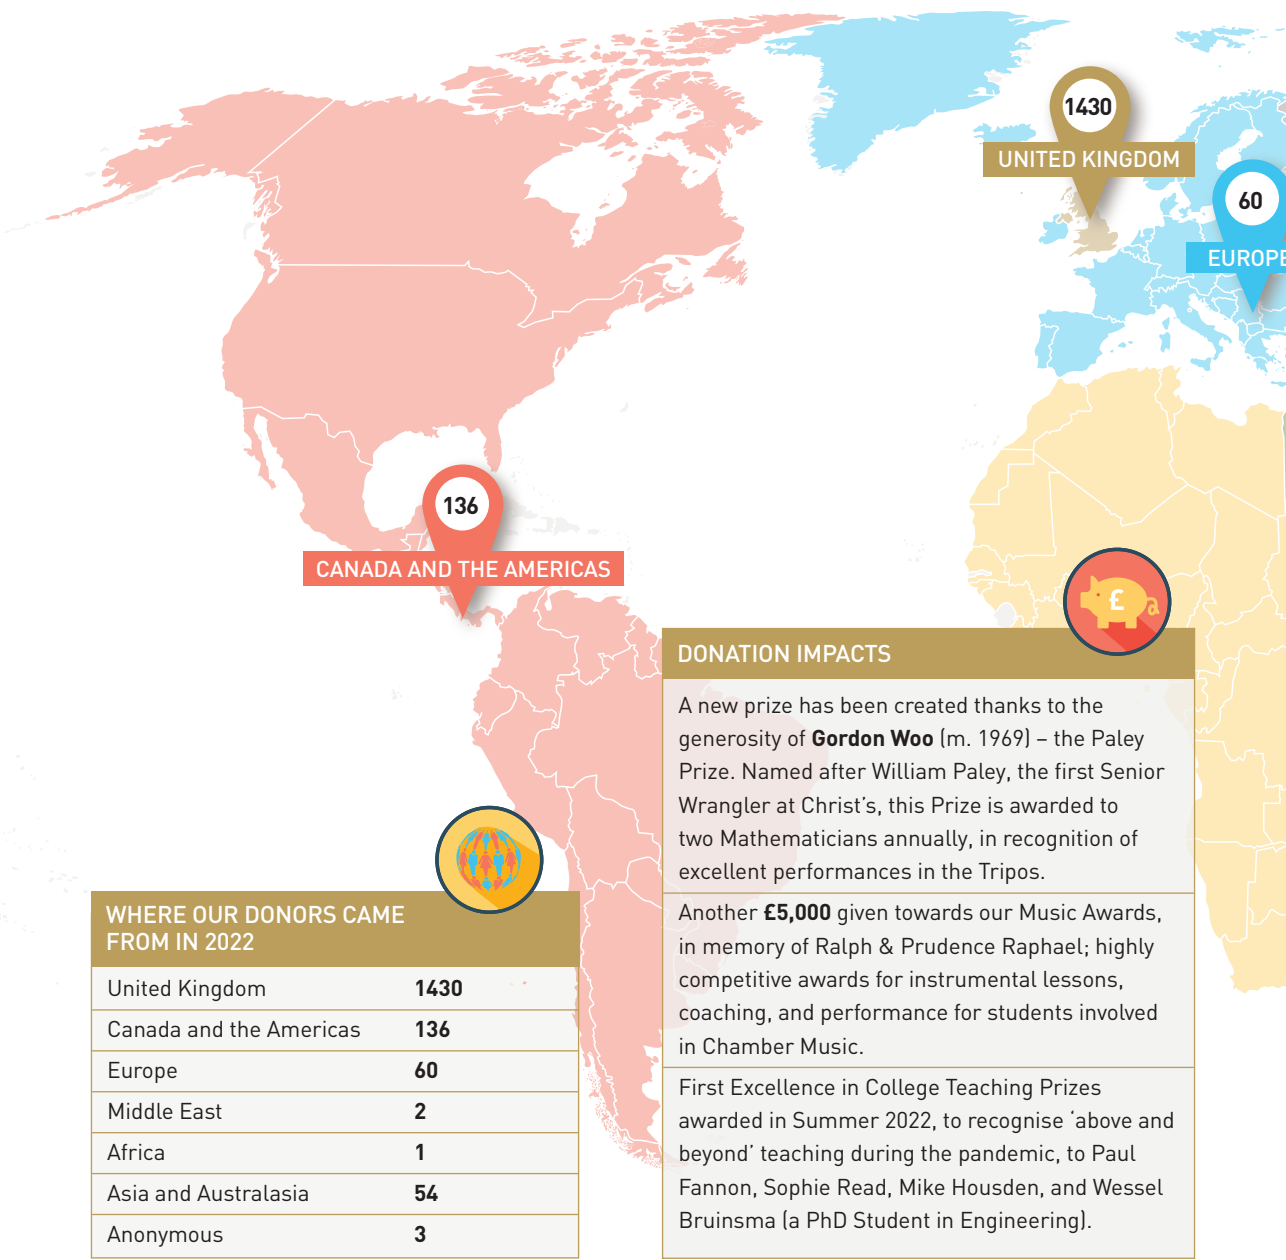 1430
UNITED KINGDOM
60
EUROPE
136
CANADA AND THE AMERICAS
£
DONATION IMPACTS
A new prize has been created thanks to the
generosity of Gordon Woo (m. 1969) – the Paley
Prize. Named after William Paley, the first Senior
Wrangler at Christ’s, this Prize is awarded to
two Mathematicians annually, in recognition of
excellent performances in the Tripos.
Another £5,000 given towards our Music Awards,
in memory of Ralph & Prudence Raphael; highly
competitive awards for instrumental lessons,
coaching, and performance for students involved
in Chamber Music.
First Excellence in College Teaching Prizes
awarded in Summer 2022, to recognise ‘above and
beyond’ teaching during the pandemic, to Paul
Fannon, Sophie Read, Mike Housden, and Wessel
Bruinsma (a PhD Student in Engineering).
WHERE OUR DONORS CAME
FROM IN 2022
United Kingdom 1430
Canada and the Americas 136
Europe 60
Middle East 2
Africa 1
Asia and Australasia 54
Anonymous 3